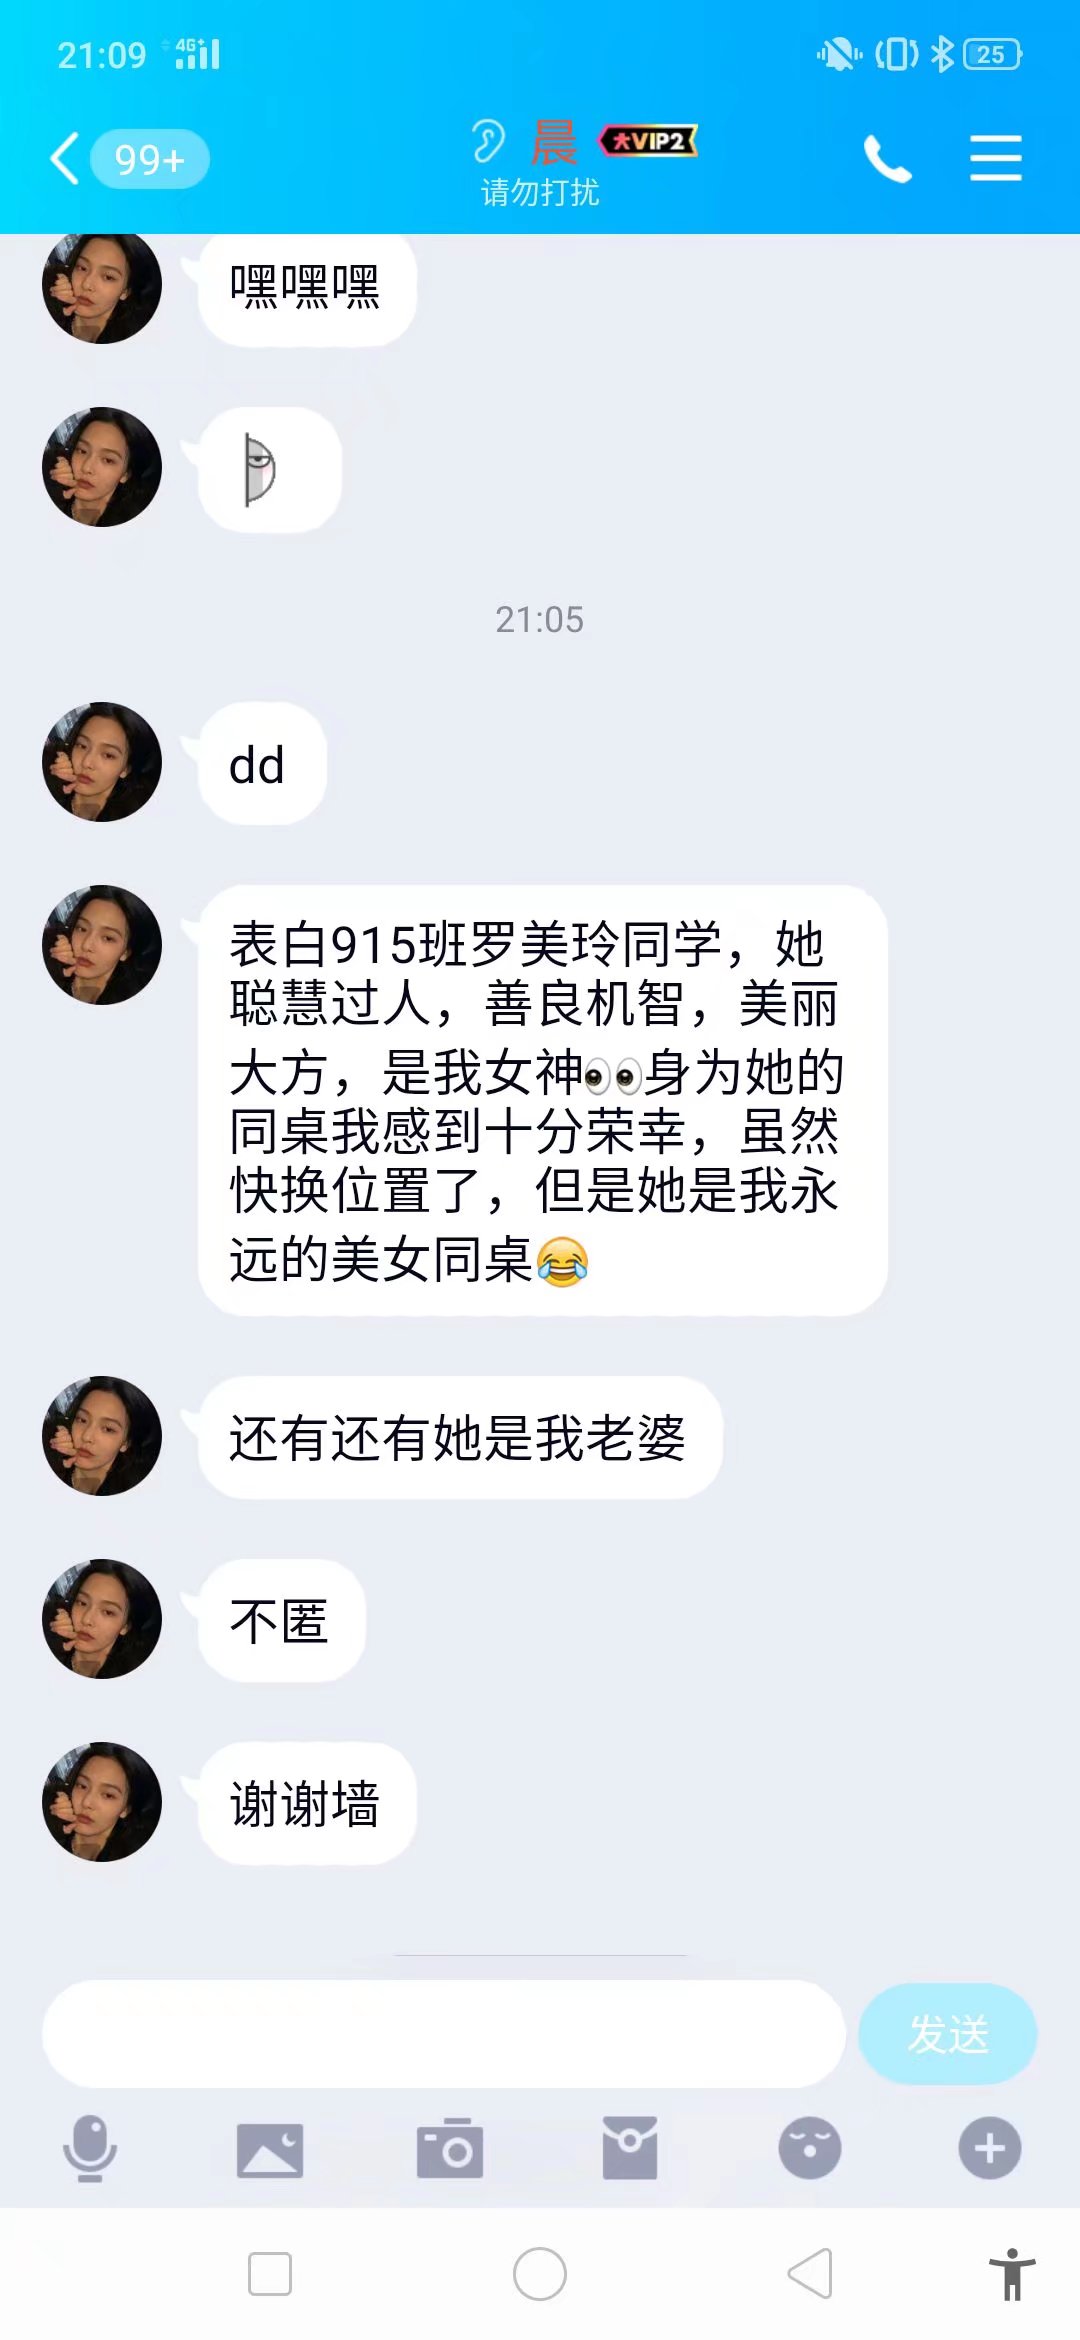 21:09 4G+ 25
99+
晨 大VIP2
请勿打扰
嘿嘿嘿
21:05
dd
表白915班罗美玲同学，她
聪慧过人，善良机智，美丽
大方，是我女神👀身为她的
同桌我感到十分荣幸，虽然
快换位置了，但是她是我永
远的美女同桌😂
还有还有她是我老婆
不匿
谢谢墙
发送